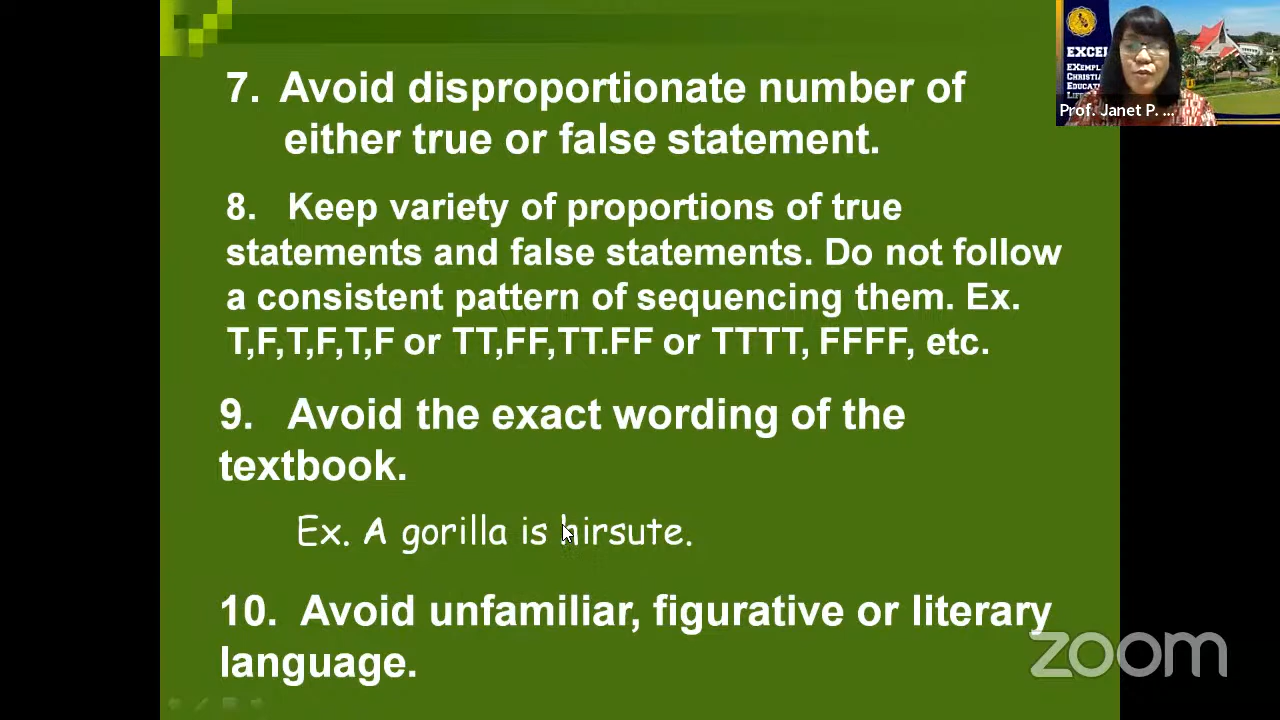 7. Avoid disproportionate number of
either true or false statement.
8. Keep variety of proportions of true
statements and false statements. Do not follow
a consistent pattern of sequencing them. Ex.
T,F,T,F,T,F or TT,FF,TT.FF or TTTT, FFFF, etc.
9. Avoid the exact wording of the
textbook.
Ex. A gorilla is hirsute.
10. Avoid unfamiliar, figurative or literary
language.
Prof. Janet P. ...
zoom